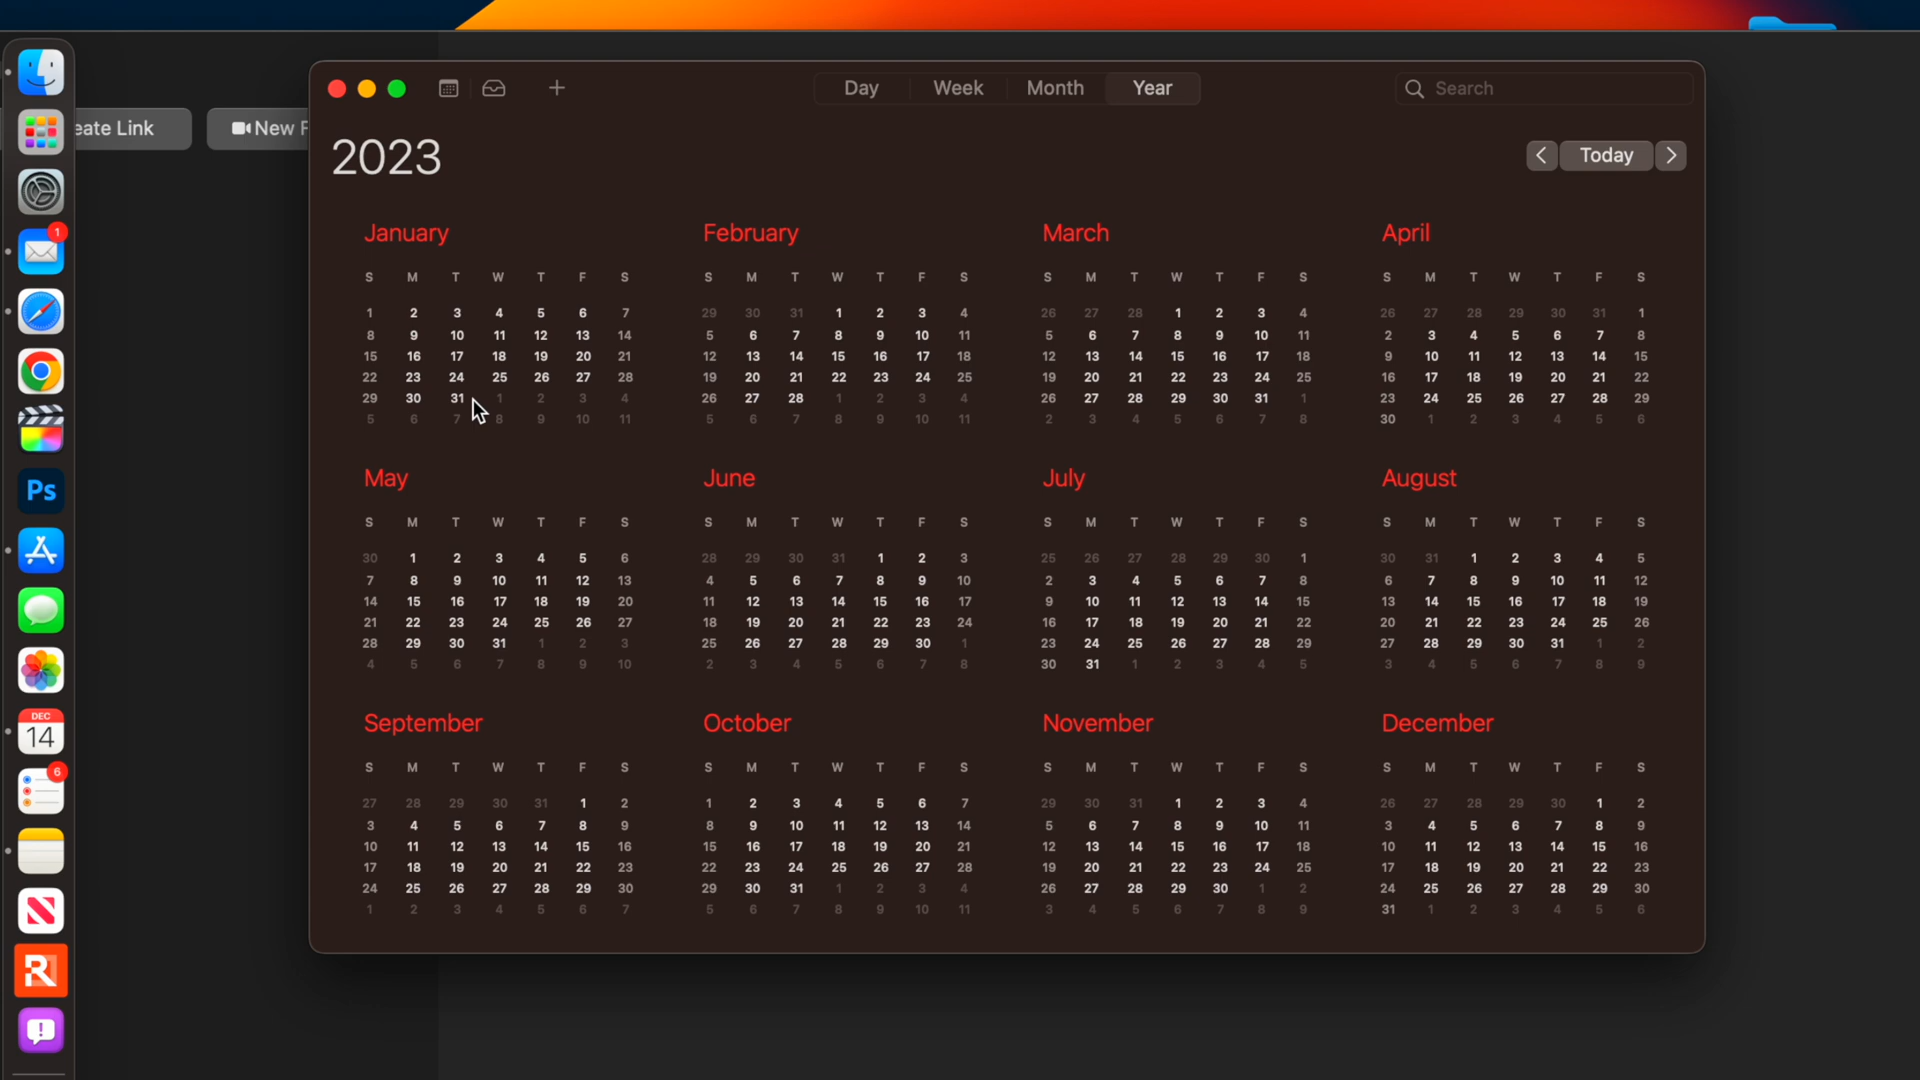 eate Link
New F
Day Week Month Year
Search
2023
Today
January February March April
S M T W T F S S M T W T F S S M T W T F S S M T W T F S
1 2 3 4 5 6 7 29 30 31 1 2 3 4 26 27 28 1 2 3 4 26 27 28 29 30 31 1
8 9 10 11 12 13 14 5 6 7 8 9 10 11 5 6 7 8 9 10 11 2 3 4 5 6 7 8
15 16 17 18 19 20 21 12 13 14 15 16 17 18 12 13 14 15 16 17 18 9 10 11 12 13 14 15
22 23 24 25 26 27 28 19 20 21 22 23 24 25 19 20 21 22 23 24 25 16 17 18 19 20 21 22
29 30 31 1 2 3 4 26 27 28 1 2 3 4 26 27 28 29 30 31 1 23 24 25 26 27 28 29
5 6 7 8 9 10 11 5 6 7 8 9 10 11 2 3 4 5 6 7 8 30 1 2 3 4 5 6
May June July August
S M T W T F S S M T W T F S S M T W T F S S M T W T F S
30 1 2 3 4 5 6 28 29 30 31 1 2 3 25 26 27 28 29 30 1 30 31 1 2 3 4 5
7 8 9 10 11 12 13 4 5 6 7 8 9 10 2 3 4 5 6 7 8 6 7 8 9 10 11 12
14 15 16 17 18 19 20 11 12 13 14 15 16 17 9 10 11 12 13 14 15 13 14 15 16 17 18 19
21 22 23 24 25 26 27 18 19 20 21 22 23 24 16 17 18 19 20 21 22 20 21 22 23 24 25 26
28 29 30 31 1 2 3 25 26 27 28 29 30 1 23 24 25 26 27 28 29 27 28 29 30 31 1 2
4 5 6 7 8 9 10 2 3 4 5 6 7 8 30 31 1 2 3 4 5 3 4 5 6 7 8 9
September October November December
S M T W T F S S M T W T F S S M T W T F S S M T W T F S
27 28 29 30 31 1 2 1 2 3 4 5 6 7 29 30 31 1 2 3 4 26 27 28 29 30 1 2
3 4 5 6 7 8 9 8 9 10 11 12 13 14 5 6 7 8 9 10 11 3 4 5 6 7 8 9
10 11 12 13 14 15 16 15 16 17 18 19 20 21 12 13 14 15 16 17 18 10 11 12 13 14 15 16
17 18 19 20 21 22 23 22 23 24 25 26 27 28 19 20 21 22 23 24 25 17 18 19 20 21 22 23
24 25 26 27 28 29 30 29 30 31 1 2 3 4 26 27 28 29 30 1 2 24 25 26 27 28 29 30
1 2 3 4 5 6 7 5 6 7 8 9 10 11 3 4 5 6 7 8 9 31 1 2 3 4 5 6
1
Ps
DEC
14
6
R
!